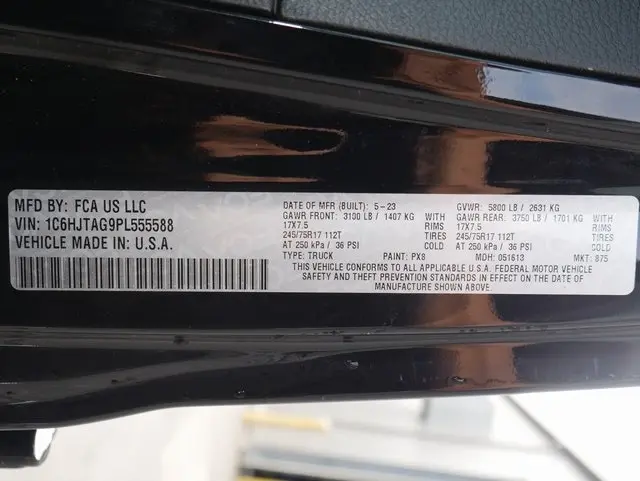 MFD BY: FCA US LLC
VIN: 1C6HJTAG9PL555588
VEHICLE MADE IN: U.S.A.
DATE OF MFR (BUILT): 5-23 GVWR: 5800 LB / 2631 KG
GAWR FRONT: 3100 LB / 1407 KG WITH GAWR REAR: 3750 LB / 1701 KG WITH
17X7.5 RIMS 17X7.5 RIMS
245/75R17 112T TIRES 245/75R17 112T TIRES
AT 250 kPa / 36 PSI COLD AT 250 kPa / 36 PSI COLD
TYPE: TRUCK PAINT: PX8 MDH: 051613 MKT: 875
THIS VEHICLE CONFORMS TO ALL APPLICABLE U.S.A. FEDERAL MOTOR VEHICLE
SAFETY AND THEFT PREVENTION STANDARDS IN EFFECT ON THE DATE OF
MANUFACTURE SHOWN ABOVE.